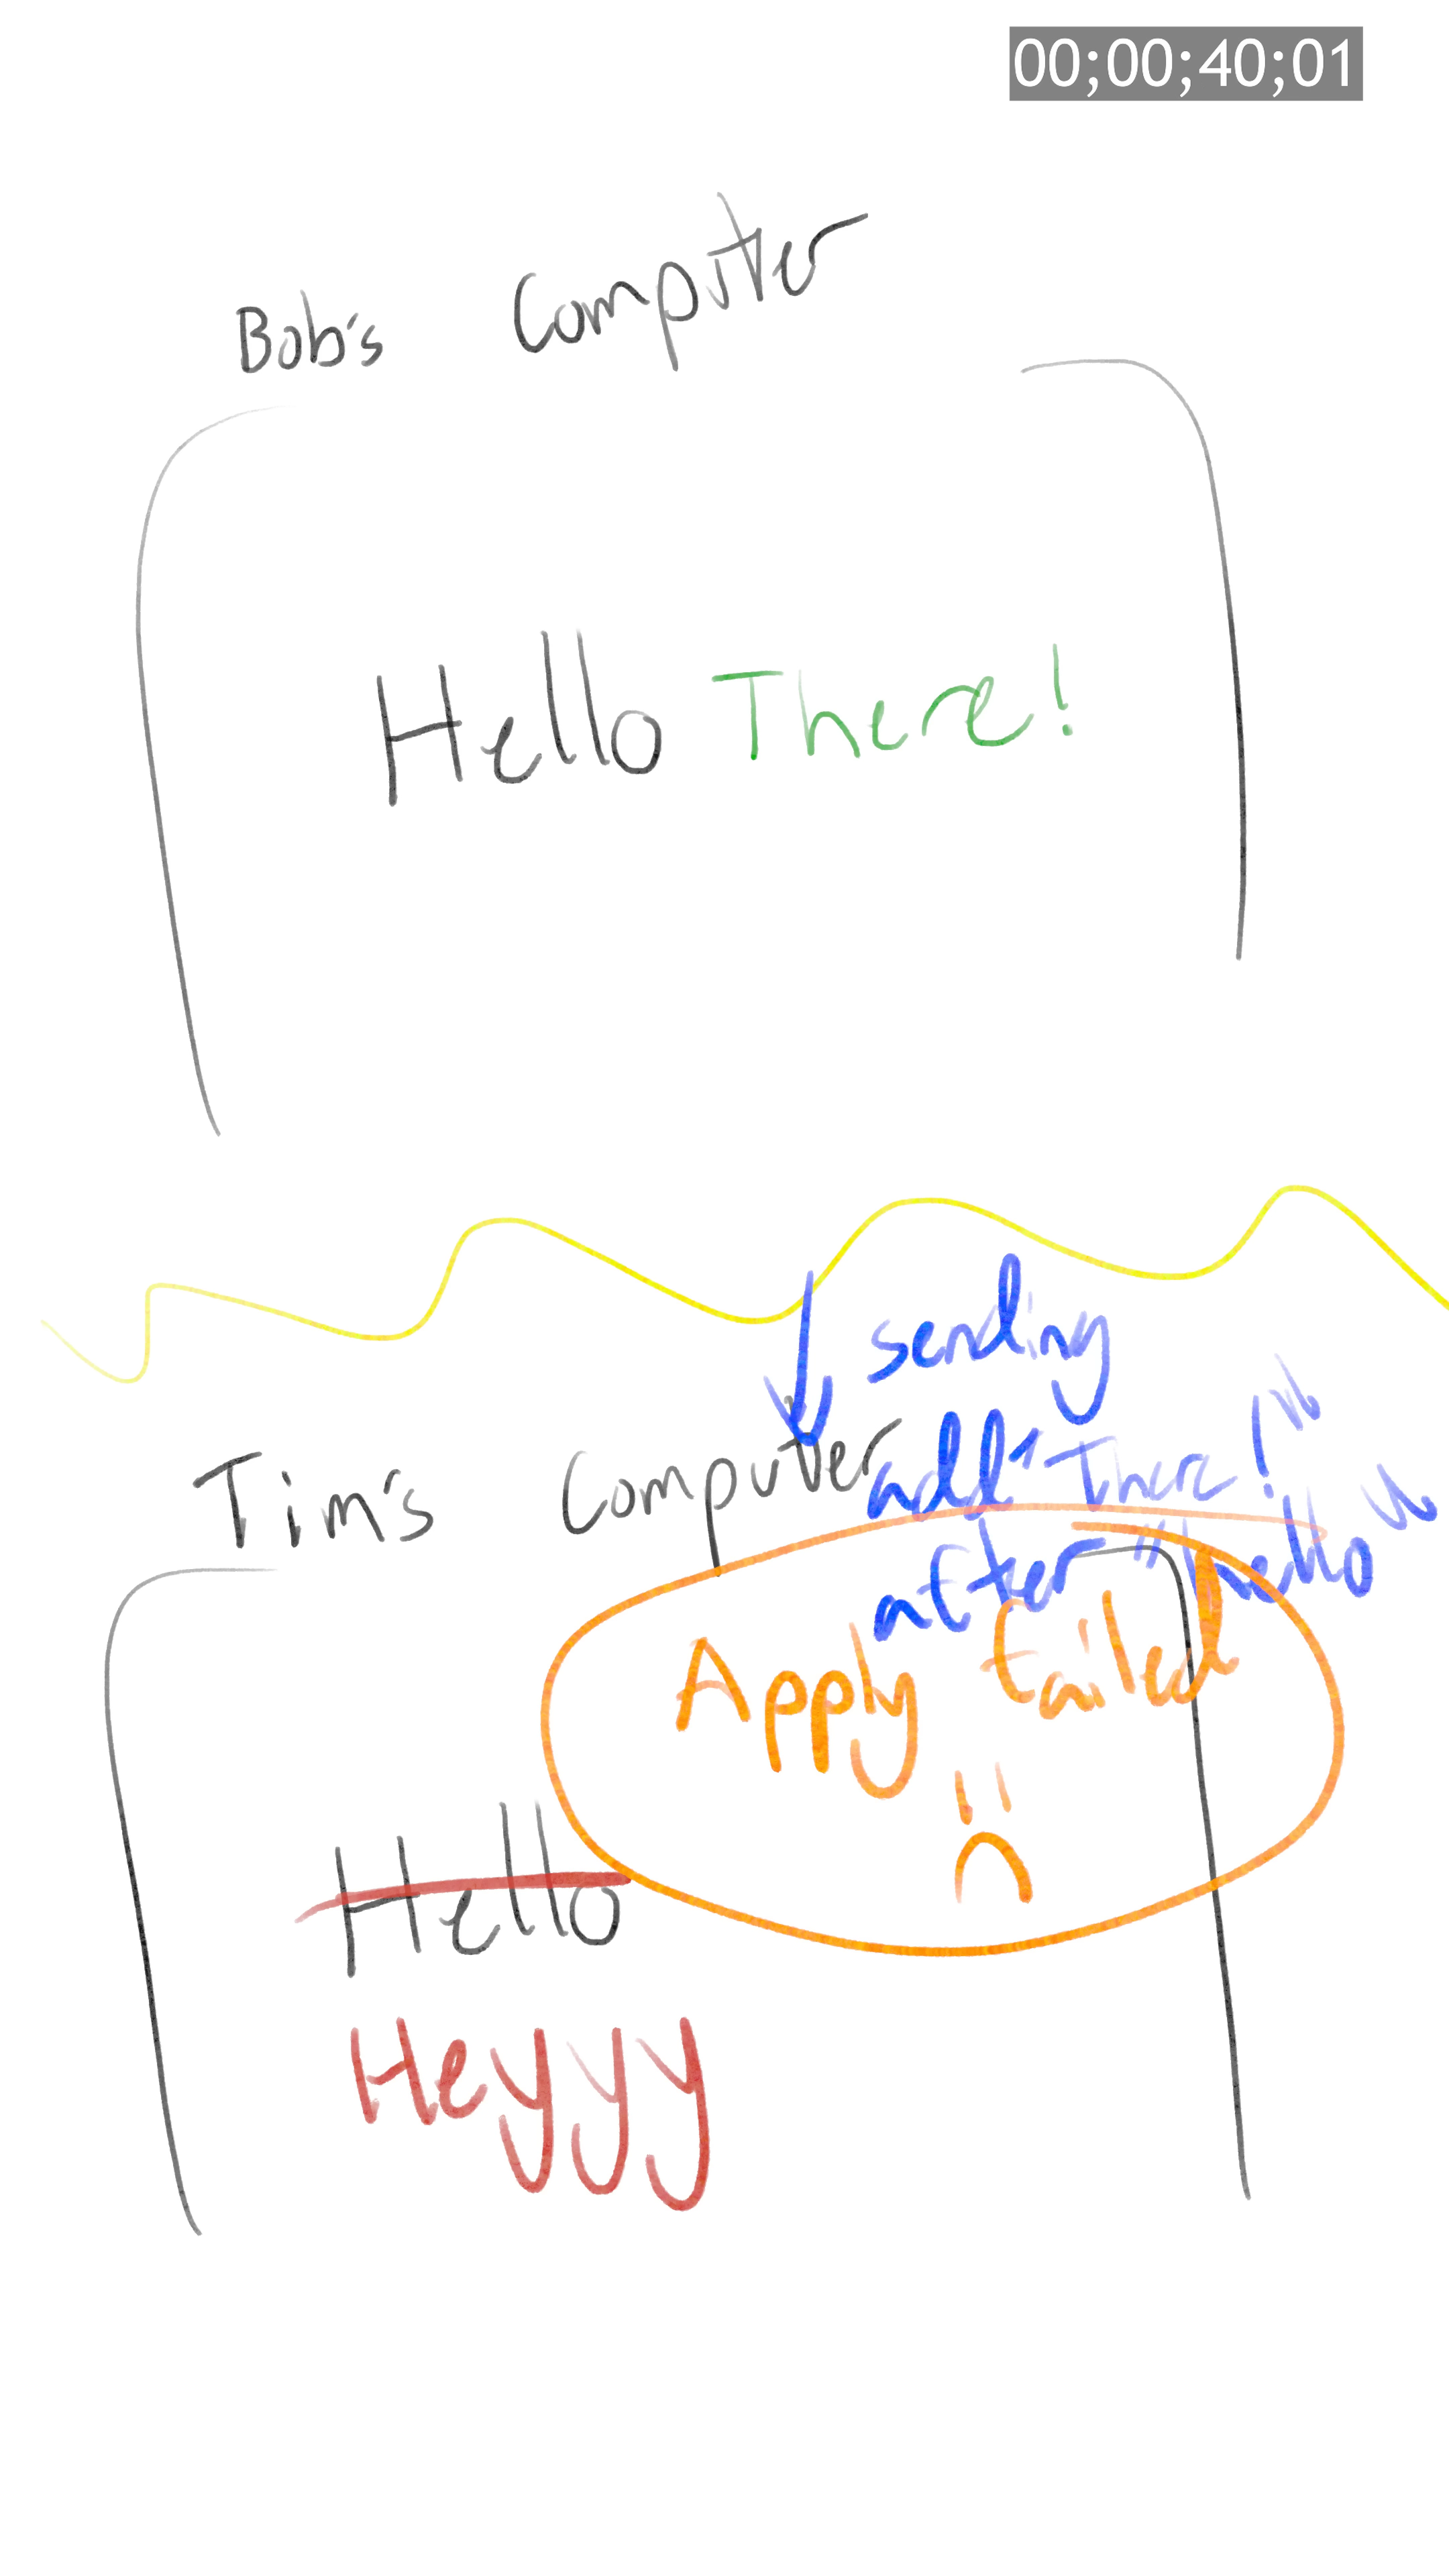 00;00;40;01
Bob's Computer
Hello There!
sending
Tim's Computer
add "There!"
after "hello"
Apply failed
Hello
Heyyy